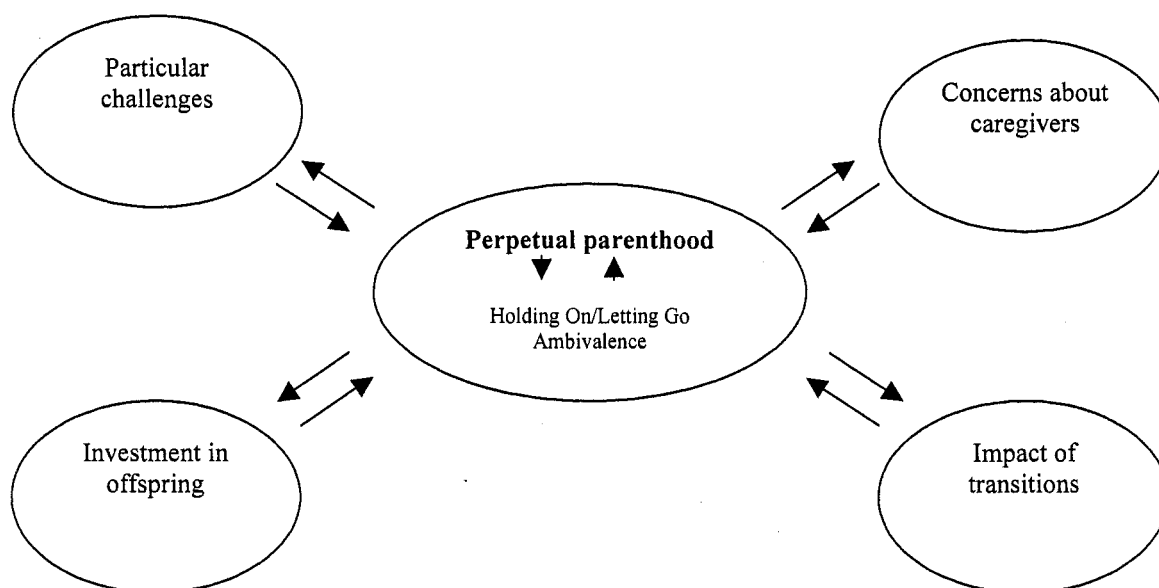 Particular
challenges
Concerns about
caregivers
Perpetual parenthood
Holding On/Letting Go
Ambivalence
Investment in
offspring
Impact of
transitions